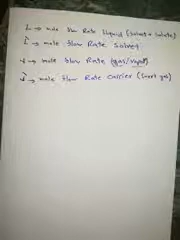 L → mole flow Rate liquid (solvet + solute)
L̄ → mole flow Rate solvent
V → mole flow Rate (gas/vapor)
V̄ → mole flow Rate Carrier (inert gas)